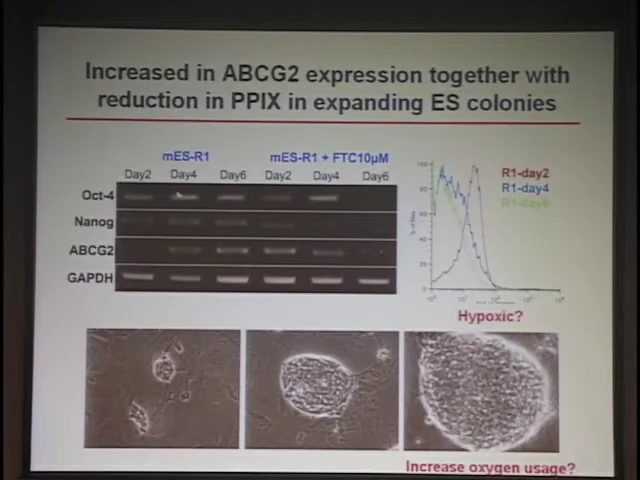 Increased in ABCG2 expression together with
reduction in PPIX in expanding ES colonies
mES-R1 mES-R1 + FTC10µM
Day2 Day4 Day6 Day2 Day4 Day6
Oct-4
Nanog
ABCG2
GAPDH
R1-day2
R1-day4
Hypoxic?
Increase oxygen usage?